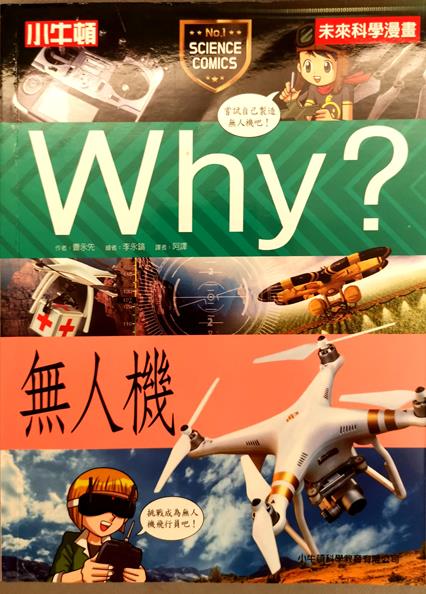 小牛頓
No.1
SCIENCE
COMICS
未來科學漫畫
嘗試自己製造
無人機吧！
Why?
作者：曹永先　繪者：李永鎬　譯者：阿譯
無人機
挑戰成為無人
機飛行員吧！
小牛頓科學教育有限公司